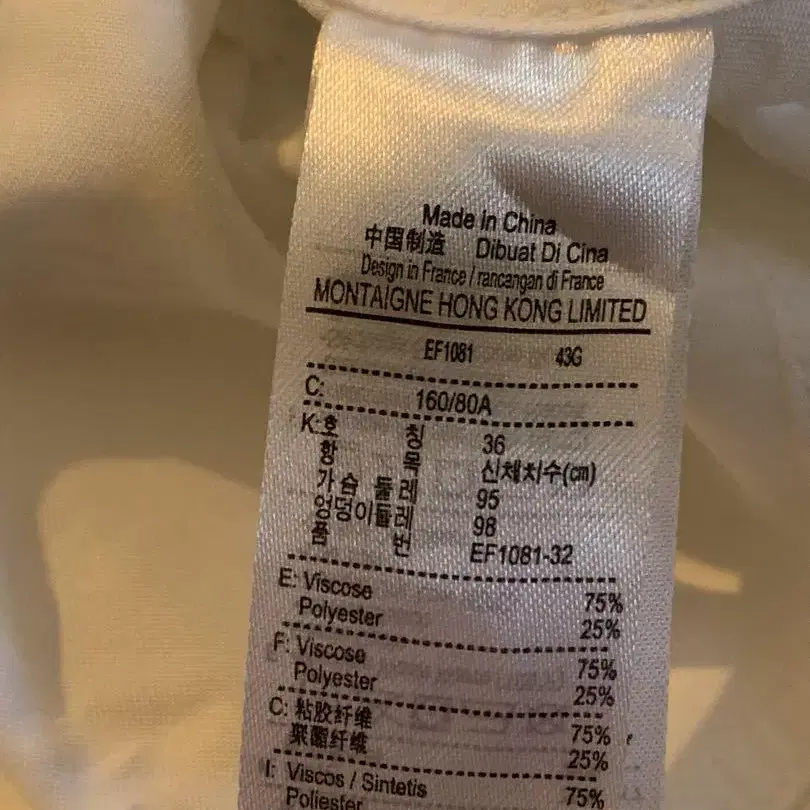 Made in China
中国制造 Dibuat Di Cina
Design in France / rancangan di France
MONTAIGNE HONG KONG LIMITED
EF1081 43G
C: 160/80A
K:호 칭 36
항 목 신체치수(㎝)
가슴 둘레 95
엉덩이둘레 98
품 번 EF1081-32
E: Viscose 75%
Polyester 25%
F: Viscose 75%
Polyester 25%
C: 粘胶纤维 75%
聚酯纤维 25%
I: Viscos / Sintetis 75%
Poliester